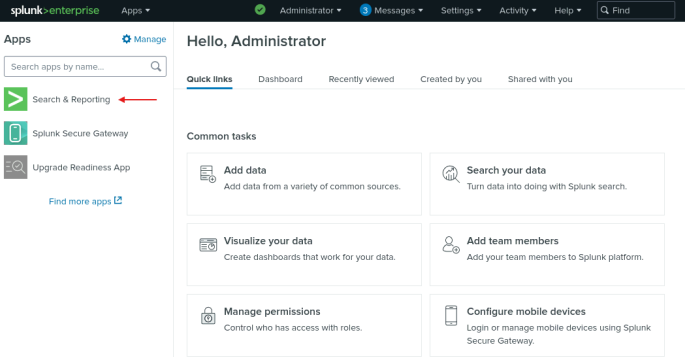 splunk>enterprise Apps ▾ Administrator ▾ 3 Messages ▾ Settings ▾ Activity ▾ Help ▾ Find
Apps
Manage
Search apps by name...
Search & Reporting
Splunk Secure Gateway
Upgrade Readiness App
Find more apps
Hello, Administrator
Quick links Dashboard Recently viewed Created by you Shared with you
Common tasks
Add data
Add data from a variety of common sources.
Search your data
Turn data into doing with Splunk search.
Visualize your data
Create dashboards that work for your data.
Add team members
Add your team members to Splunk platform.
Manage permissions
Control who has access with roles.
Configure mobile devices
Login or manage mobile devices using Splunk
Secure Gateway.